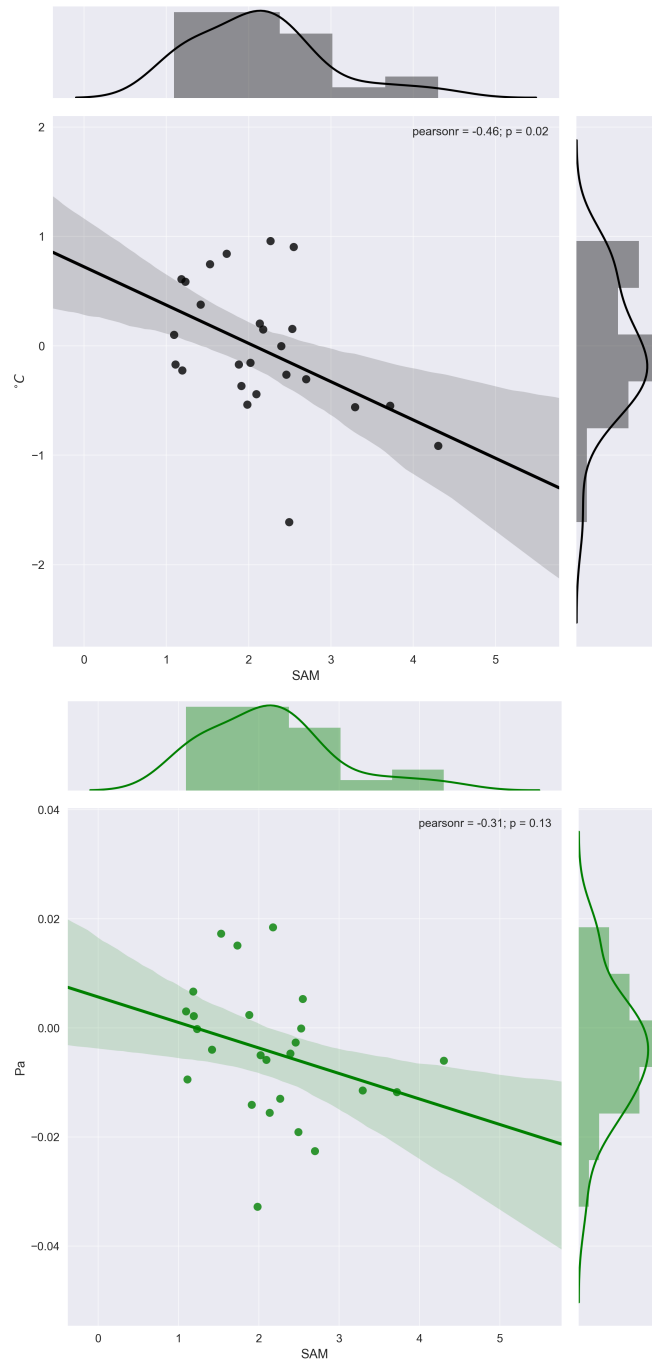 pearsonr = -0.46; p = 0.02
2
1
0
−1
−2
°C
0 1 2 3 4 5
SAM
pearsonr = -0.31; p = 0.13
0.04
0.02
0.00
−0.02
−0.04
Pa
0 1 2 3 4 5
SAM